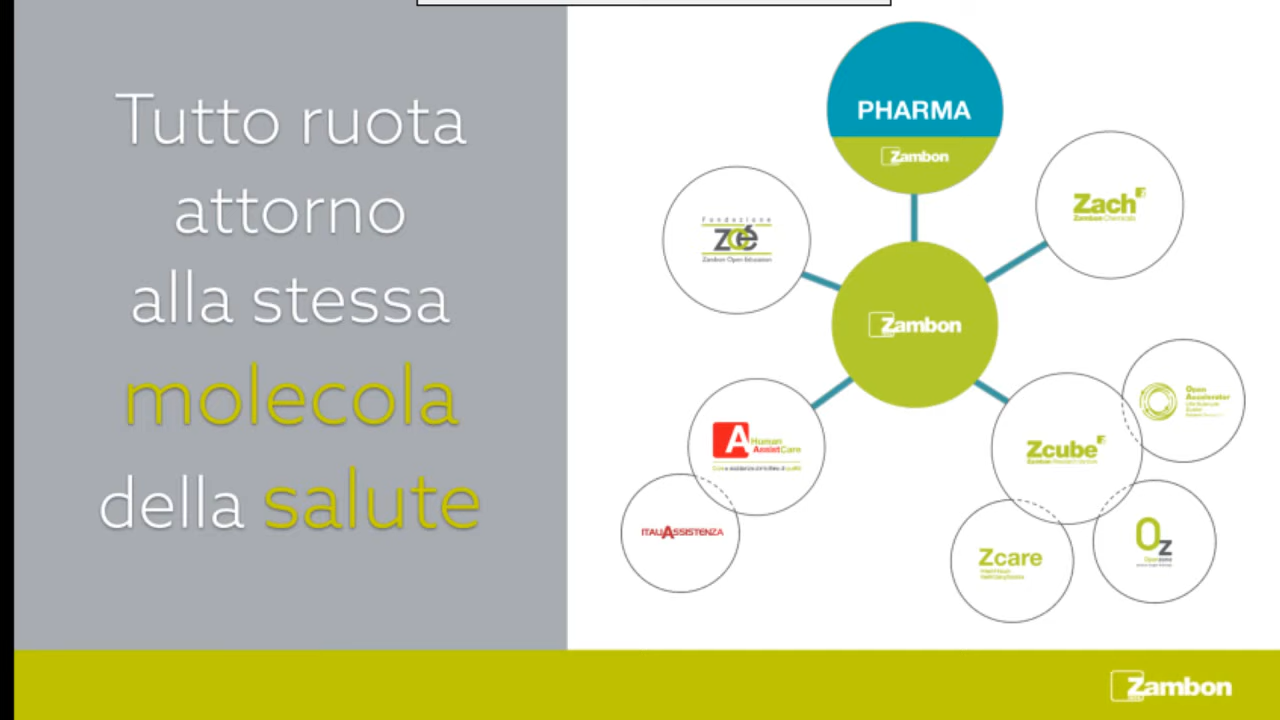 Tutto ruota
attorno
alla stessa
molecola
della salute
PHARMA
Zambon
Zach
Zambon Chemicals
Fondazione
Zoé
Zambon Open Education
Zambon
Open
Accelerator
Zcube
Zambon Research Venture
A Human
AssistCare
ITALIASSISTENZA
Zcare
Oz
Openzone
Zambon